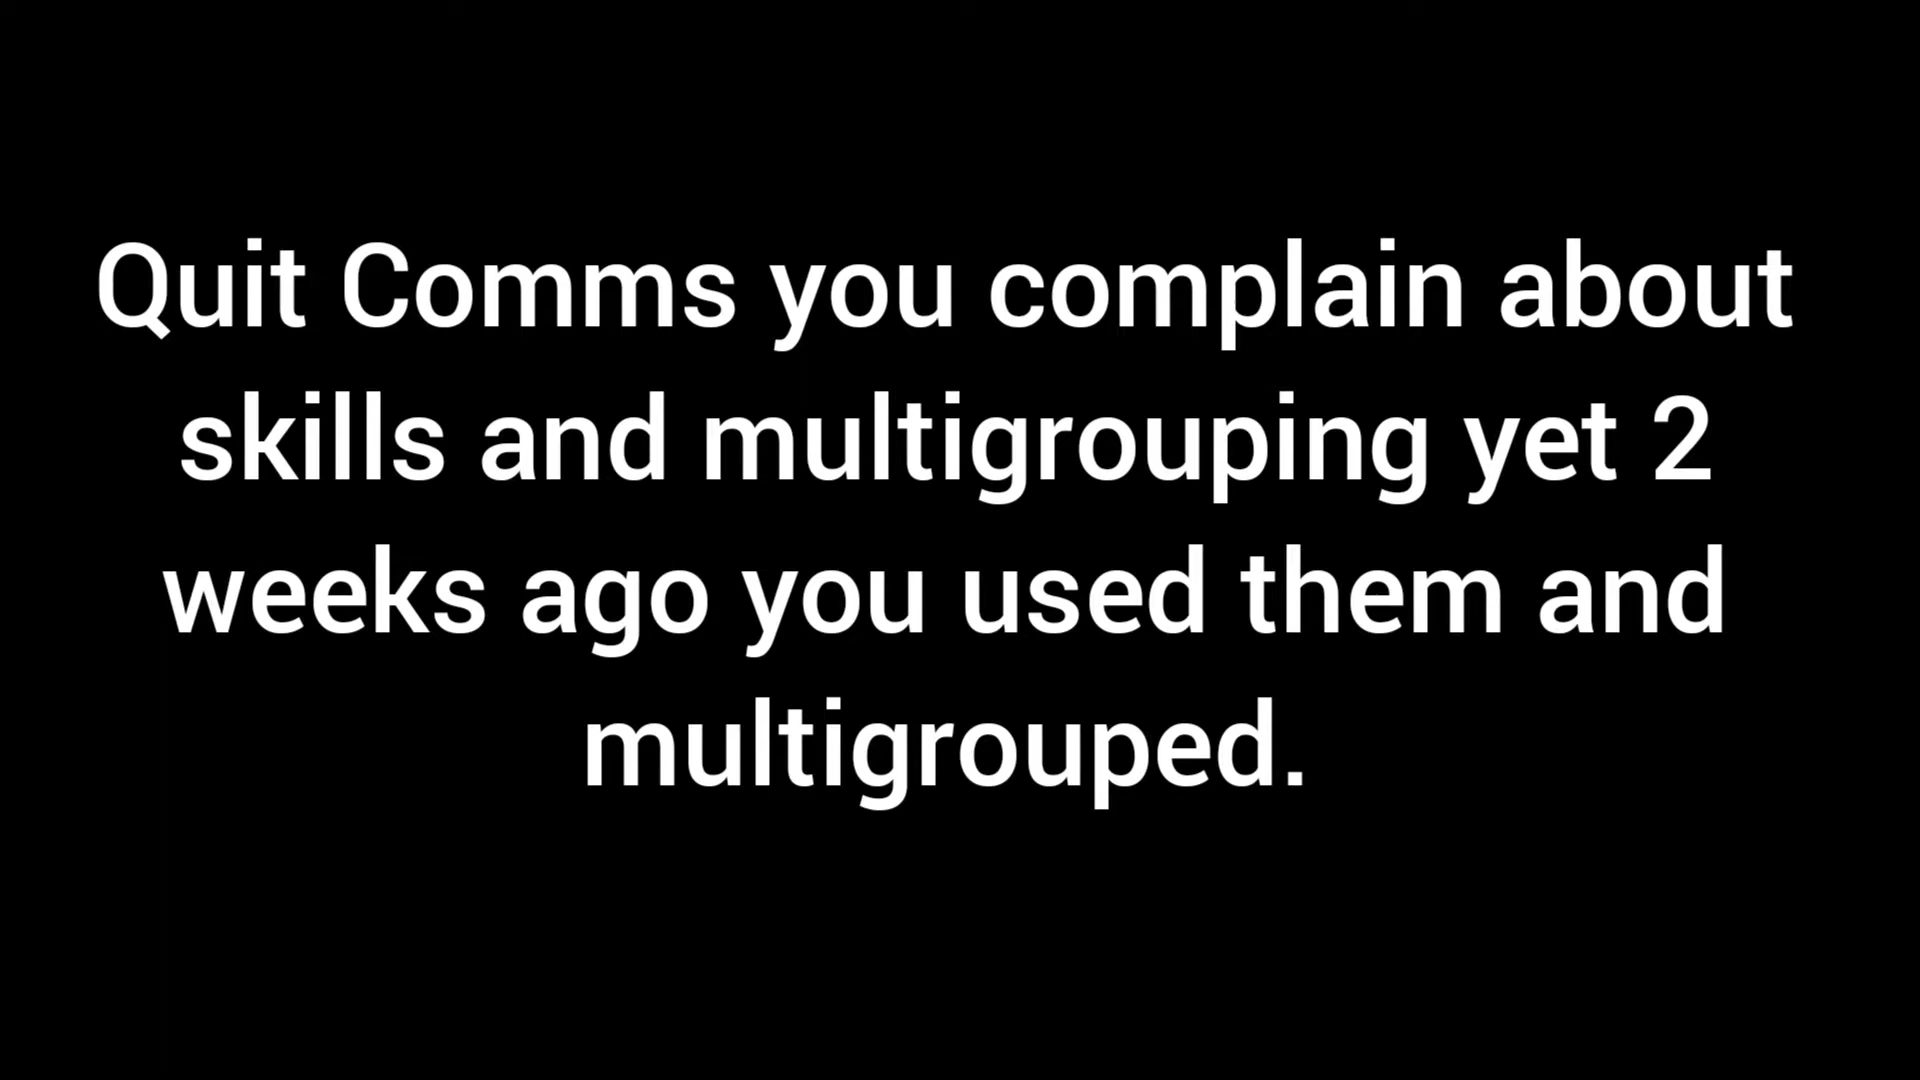 Quit Comms you complain about
skills and multigrouping yet 2
weeks ago you used them and
multigrouped.